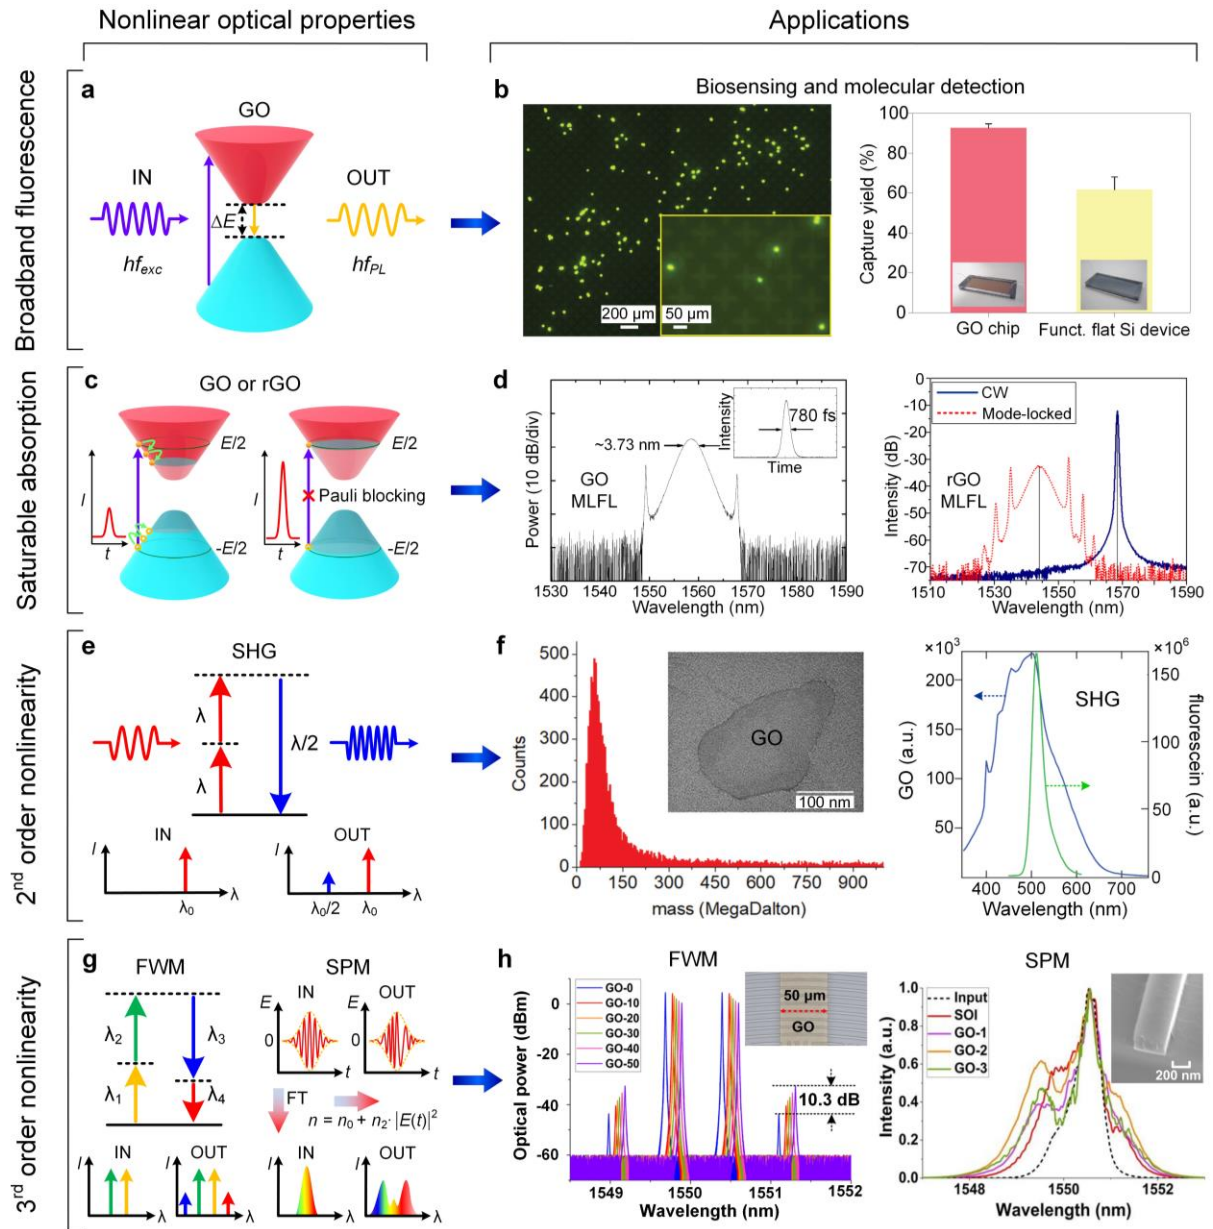 Nonlinear optical properties
Applications
Broadband fluorescence
a
GO
IN
OUT
ΔE
hf_exc
hf_PL
b
Biosensing and molecular detection
200 µm
50 µm
Capture yield (%)
100
80
60
40
20
0
GO chip
Funct. flat Si device
Saturable absorption
c
GO or rGO
E/2
E/2
I
I
Pauli blocking
-E/2
-E/2
t
t
d
Power (10 dB/div)
~3.73 nm
GO
MLFL
Intensity
780 fs
Time
1530 1540 1550 1560 1570 1580 1590
Wavelength (nm)
Intensity (dB)
0
-10
-20
-30
-40
-50
-60
-70
CW
Mode-locked
rGO
MLFL
1510 1530 1550 1570 1590
Wavelength (nm)
2nd order nonlinearity
e
SHG
λ
λ
λ/2
IN
OUT
I
I
λ
λ
λ₀
λ₀/2
λ₀
f
Counts
500
400
300
200
100
0
GO
100 nm
0 150 300 450 600 750 900
mass (MegaDalton)
×10³
×10⁶
GO (a.u.)
200
150
100
50
SHG
150
100
50
0
fluorescein (a.u.)
400 500 600 700
Wavelength (nm)
3rd order nonlinearity
g
FWM
λ₂
λ₃
λ₁
λ₄
IN
OUT
I
I
λ
λ
SPM
IN
OUT
E
E
0
0
t
t
FT
n = n₀ + n₂· |E(t)|²
IN
OUT
I
I
λ
λ
h
FWM
Optical power (dBm)
0
-20
-40
-60
GO-0
GO-10
GO-20
GO-30
GO-40
GO-50
50 µm
GO
10.3 dB
1549 1550 1551 1552
Wavelength (nm)
SPM
Intensity (a.u.)
1.0
0.8
0.6
0.4
0.2
0.0
Input
SOI
GO-1
GO-2
GO-3
200 nm
1548 1550 1552
Wavelength (nm)